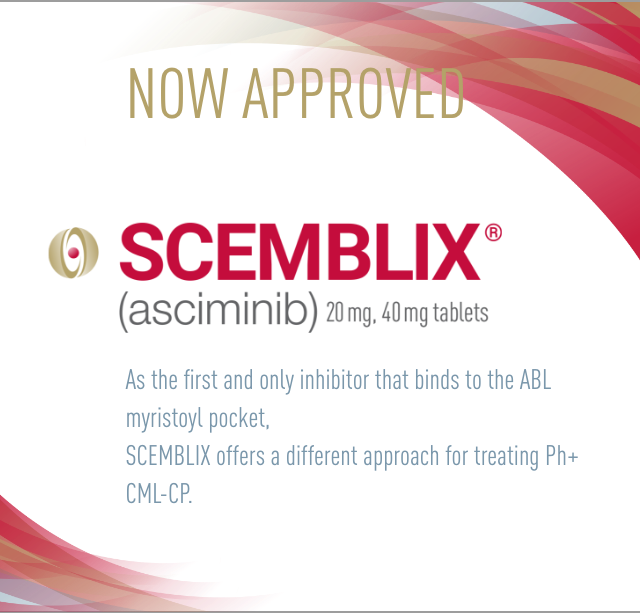 NOW APPROVED
SCEMBLIX®
(asciminib) 20 mg, 40 mg tablets
As the first and only inhibitor that binds to the ABL
myristoyl pocket,
SCEMBLIX offers a different approach for treating Ph+
CML-CP.